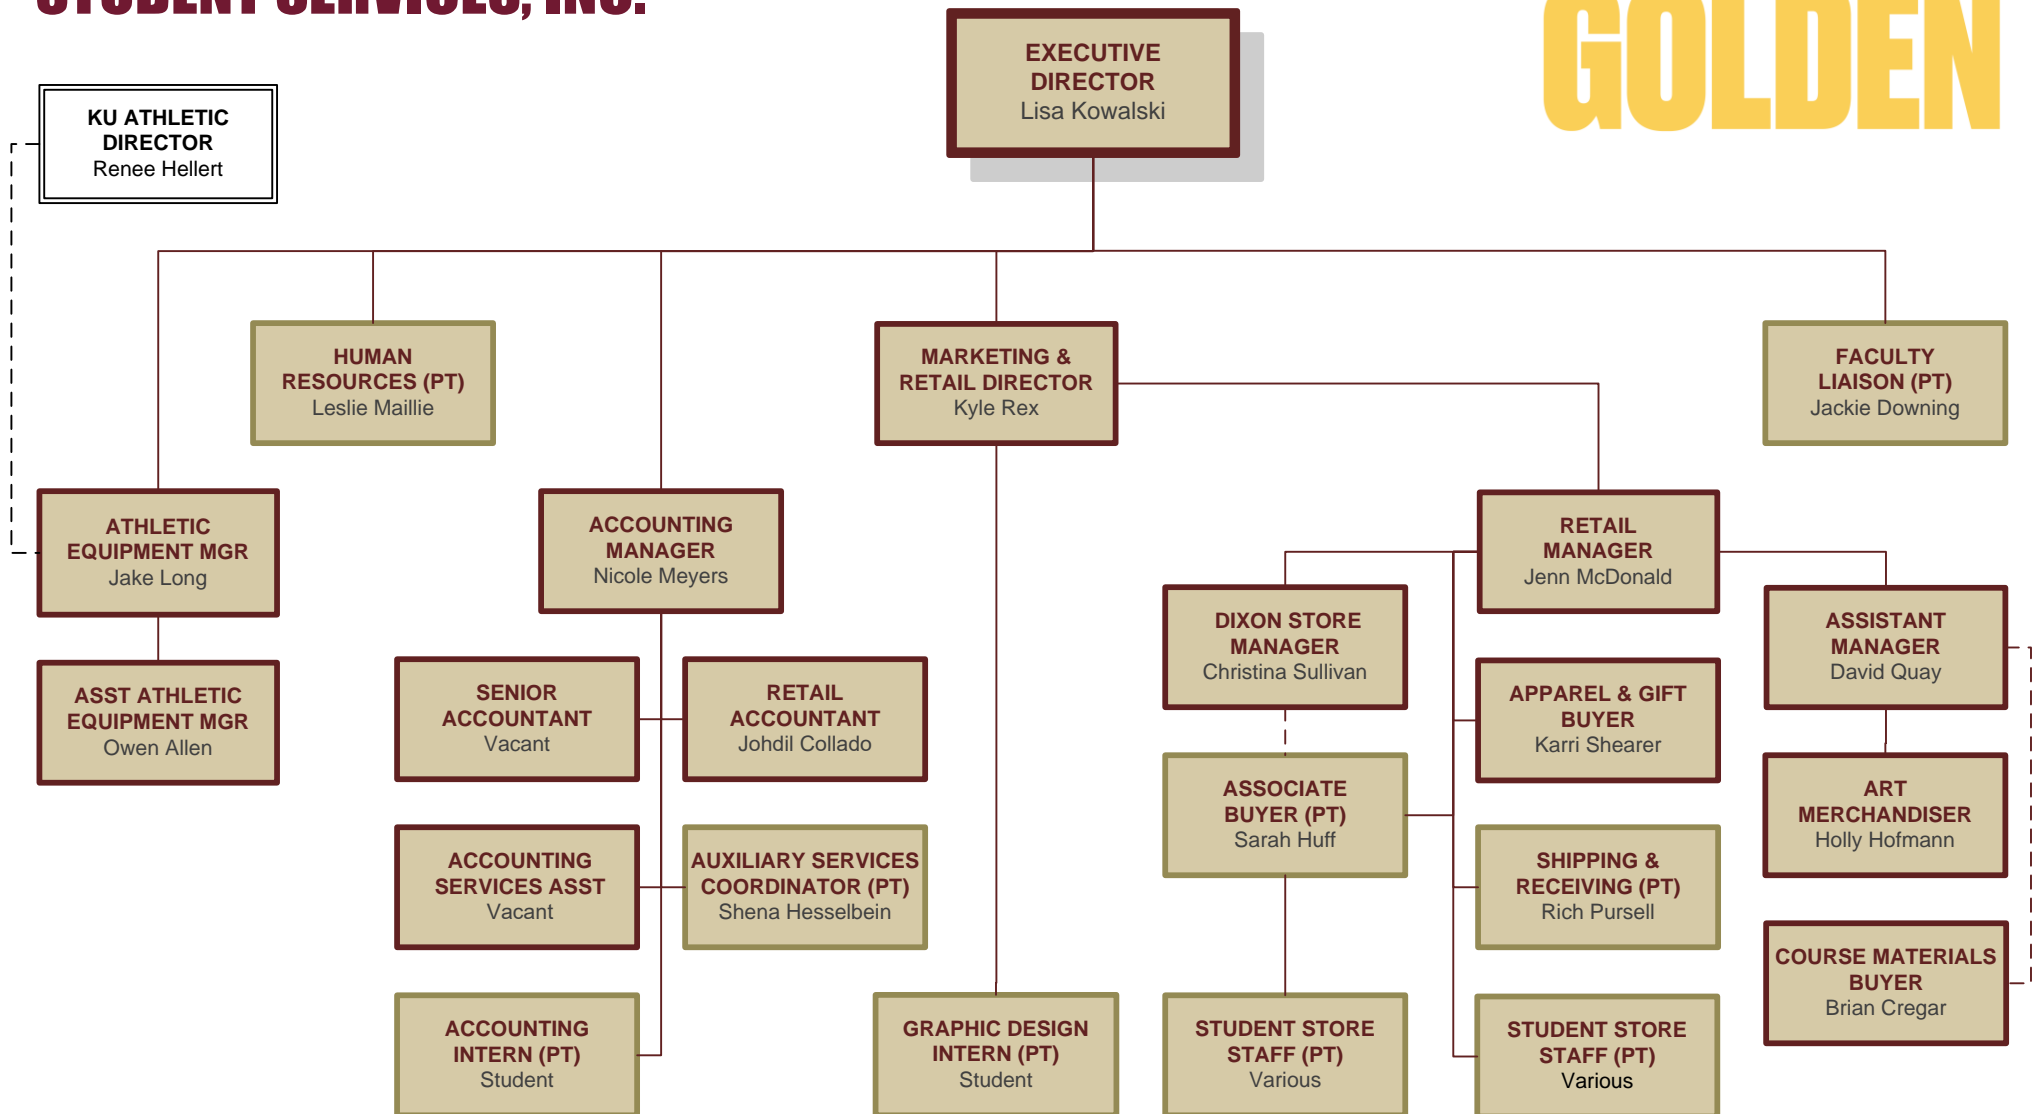 STUDENT SERVICES, INC.
GOLDEN
EXECUTIVE
DIRECTOR
Lisa Kowalski
KU ATHLETIC
DIRECTOR
Renee Hellert
HUMAN
RESOURCES (PT)
Leslie Maillie
MARKETING &
RETAIL DIRECTOR
Kyle Rex
FACULTY
LIAISON (PT)
Jackie Downing
ATHLETIC
EQUIPMENT MGR
Jake Long
ACCOUNTING
MANAGER
Nicole Meyers
RETAIL
MANAGER
Jenn McDonald
DIXON STORE
MANAGER
Christina Sullivan
ASSISTANT
MANAGER
David Quay
ASST ATHLETIC
EQUIPMENT MGR
Owen Allen
SENIOR
ACCOUNTANT
Vacant
RETAIL
ACCOUNTANT
Johdil Collado
APPAREL & GIFT
BUYER
Karri Shearer
ASSOCIATE
BUYER (PT)
Sarah Huff
ART
MERCHANDISER
Holly Hofmann
ACCOUNTING
SERVICES ASST
Vacant
AUXILIARY SERVICES
COORDINATOR (PT)
Shena Hesselbein
SHIPPING &
RECEIVING (PT)
Rich Pursell
COURSE MATERIALS
BUYER
Brian Cregar
ACCOUNTING
INTERN (PT)
Student
GRAPHIC DESIGN
INTERN (PT)
Student
STUDENT STORE
STAFF (PT)
Various
STUDENT STORE
STAFF (PT)
Various